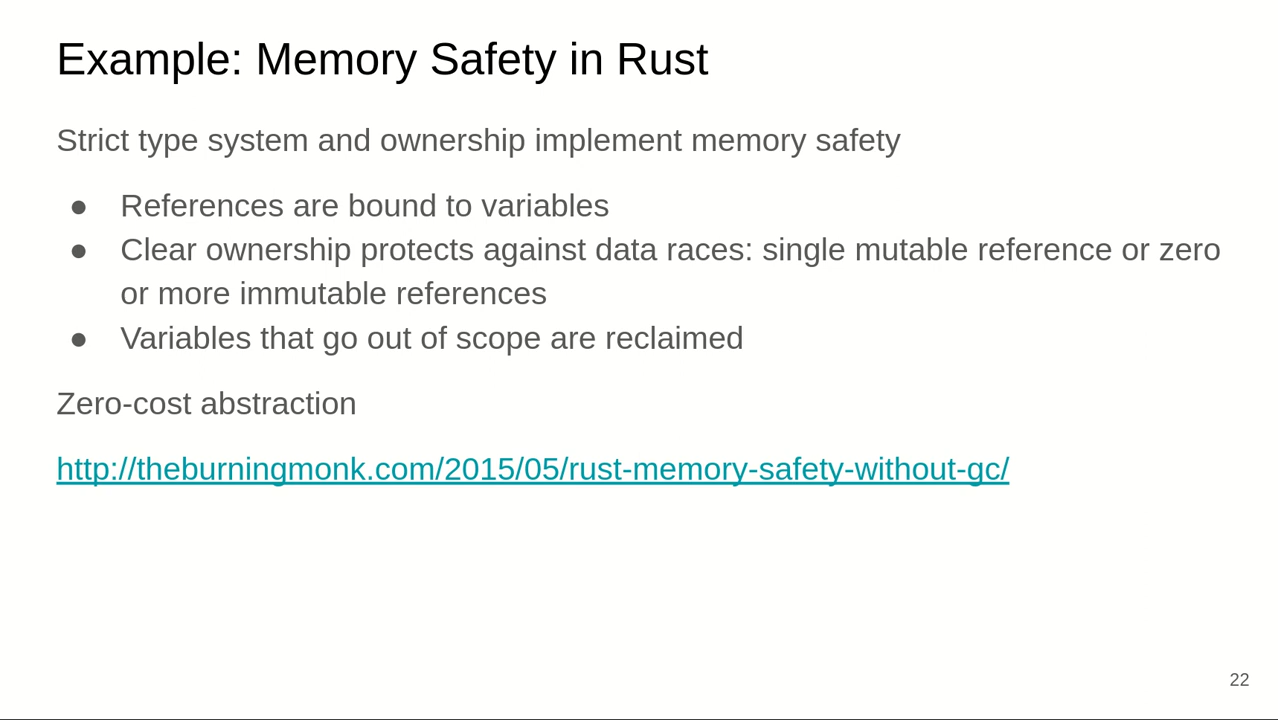 Example: Memory Safety in Rust
Strict type system and ownership implement memory safety
● References are bound to variables
● Clear ownership protects against data races: single mutable reference or zero
or more immutable references
● Variables that go out of scope are reclaimed
Zero-cost abstraction
http://theburningmonk.com/2015/05/rust-memory-safety-without-gc/
22